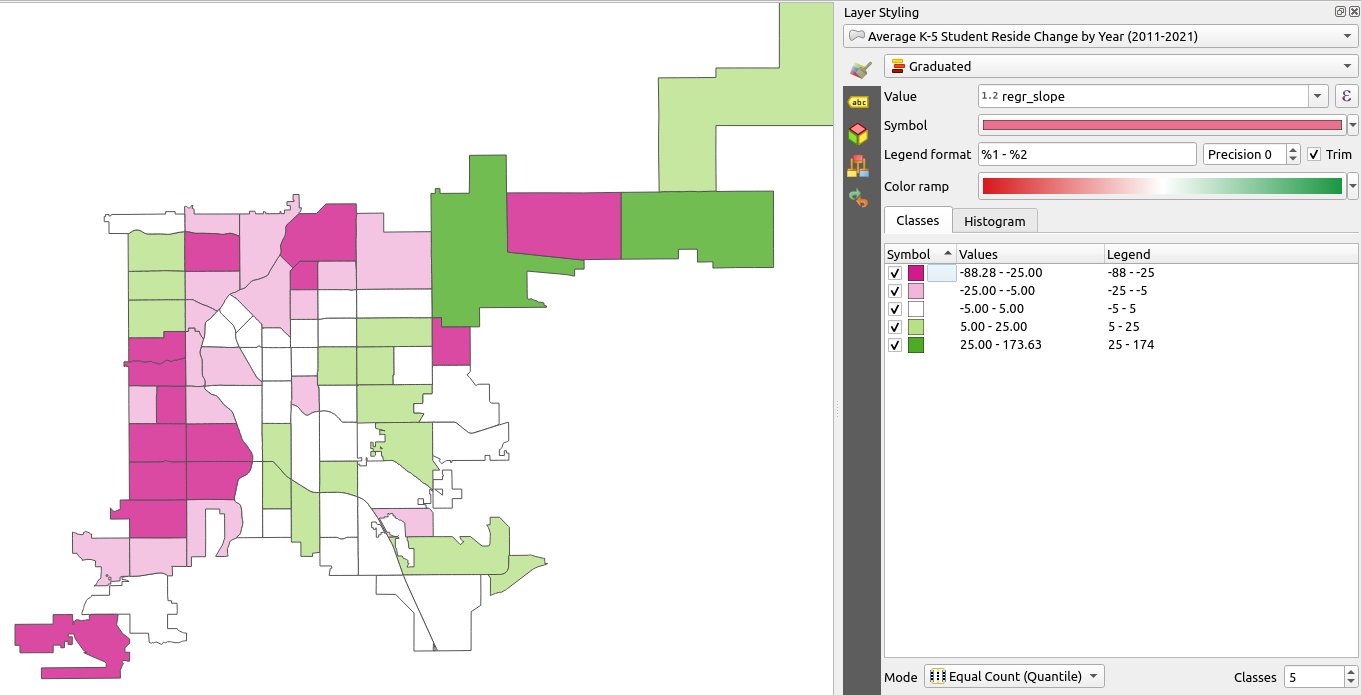 Layer Styling
Average K-5 Student Reside Change by Year (2011-2021)
Graduated
abc
Value 1.2 regr_slope ε
Symbol
Legend format %1 - %2 Precision 0 Trim
Color ramp
Classes Histogram
Symbol Values Legend
-88.28 - -25.00 -88 - -25
-25.00 - -5.00 -25 - -5
-5.00 - 5.00 -5 - 5
5.00 - 25.00 5 - 25
25.00 - 173.63 25 - 174
Mode Equal Count (Quantile) Classes 5